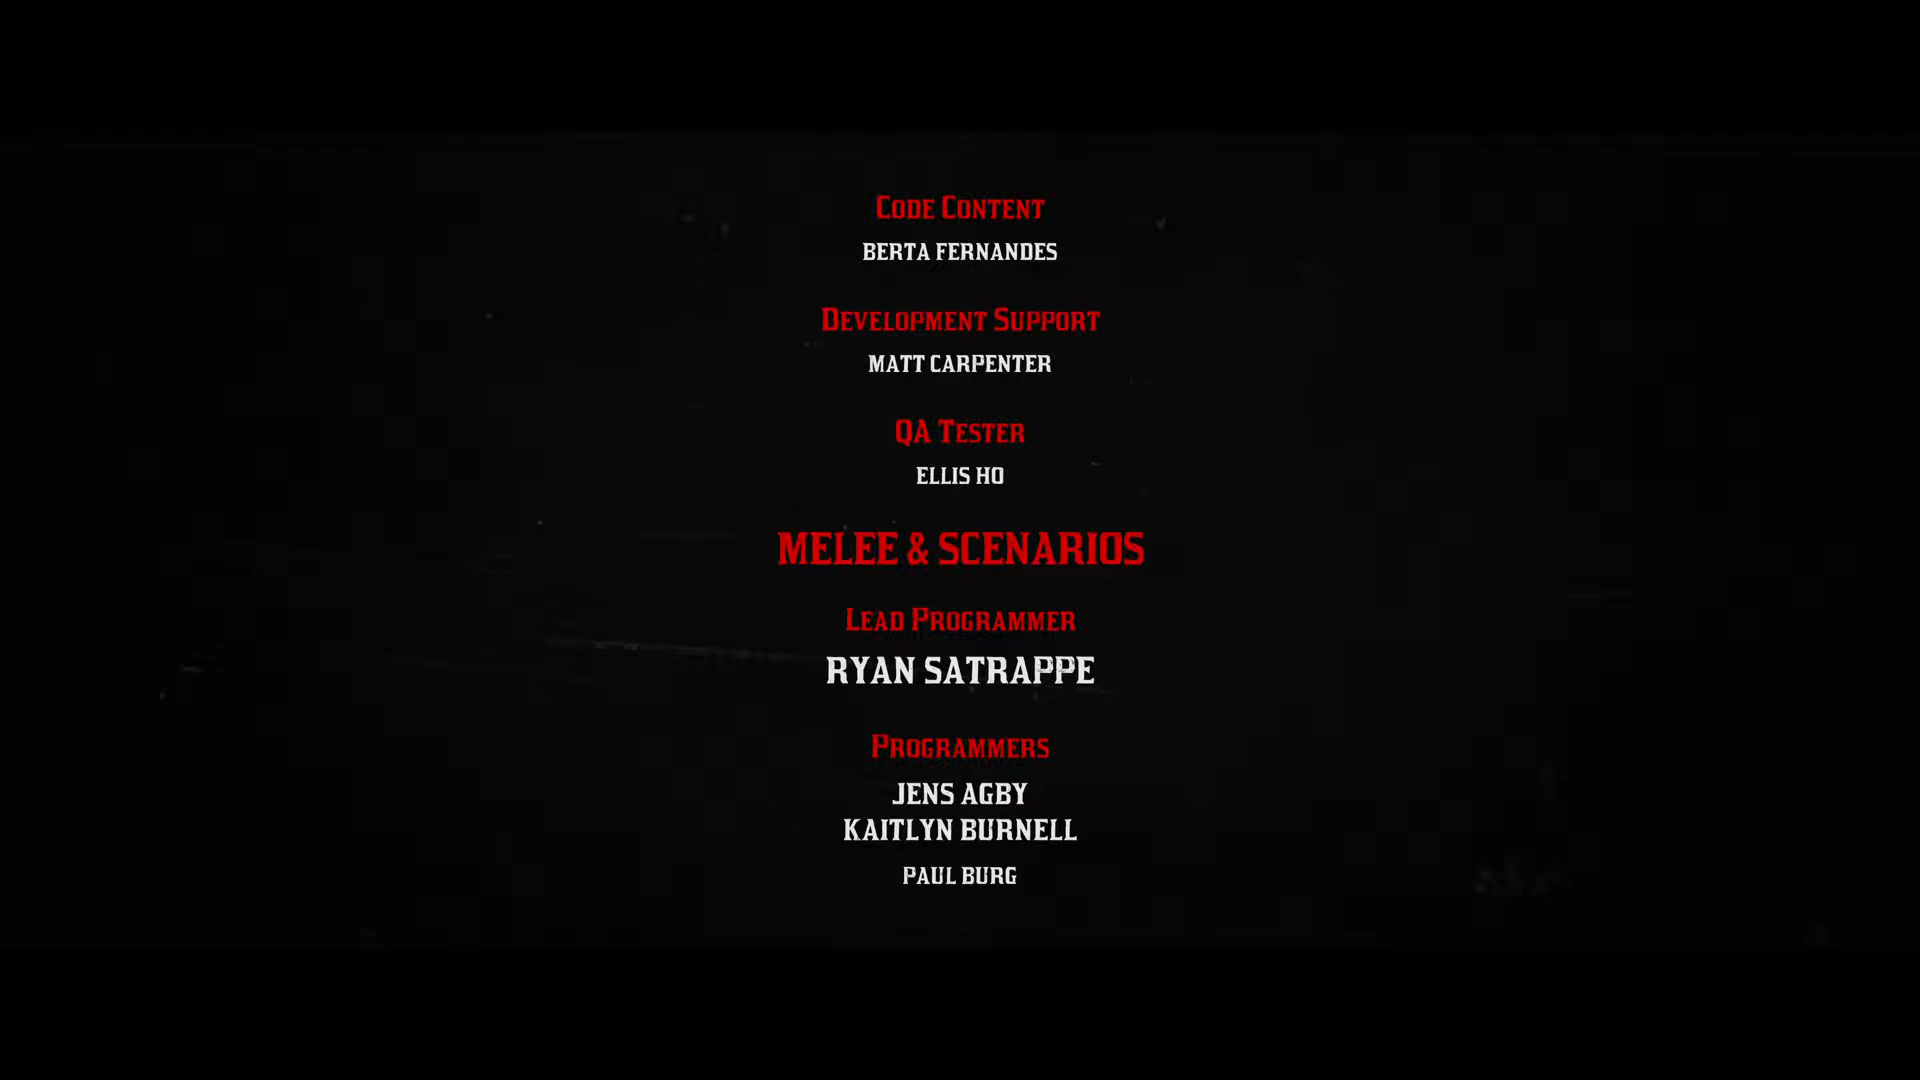 Code Content
BERTA FERNANDES
Development Support
MATT CARPENTER
QA Tester
ELLIS HO
MELEE & SCENARIOS
Lead Programmer
RYAN SATRAPPE
Programmers
JENS AGBY
KAITLYN BURNELL
PAUL BURG